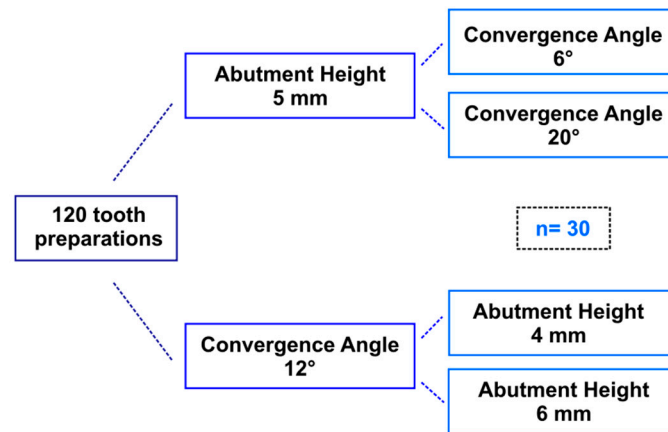 Convergence Angle
6°
Abutment Height
5 mm
Convergence Angle
20°
120 tooth
preparations
n= 30
Abutment Height
4 mm
Convergence Angle
12°
Abutment Height
6 mm